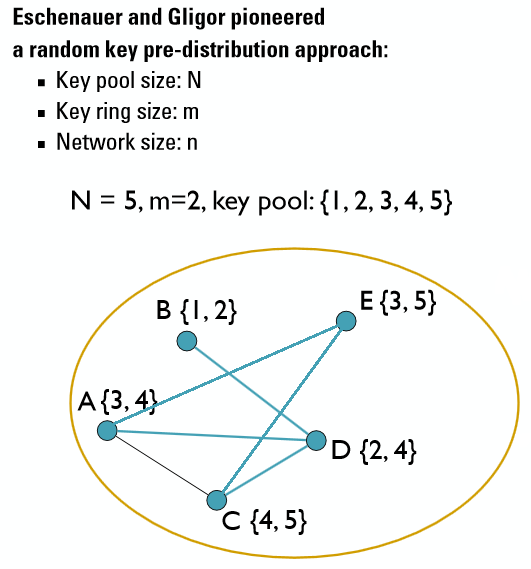 Eschenauer and Gligor pioneered
a random key pre-distribution approach:
▪ Key pool size: N
▪ Key ring size: m
▪ Network size: n
N = 5, m=2, key pool: {1, 2, 3, 4, 5}
B {1, 2}
E {3, 5}
A {3, 4}
D {2, 4}
C {4, 5}